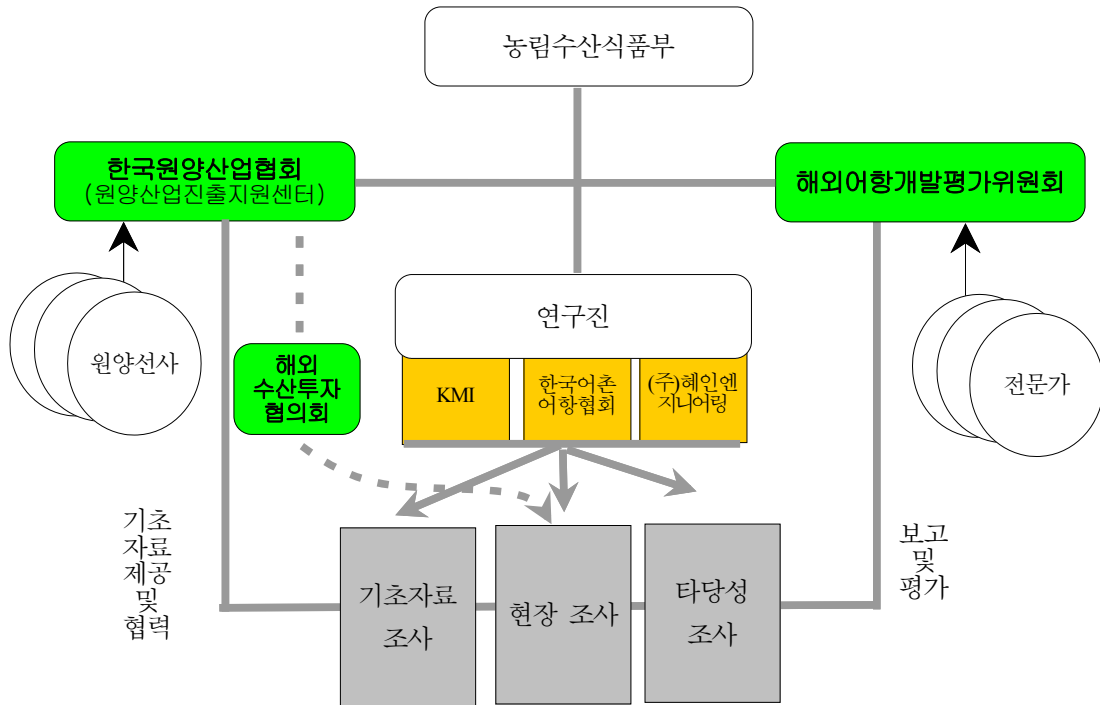 농림수산식품부
한국원양산업협회
(원양산업진출지원센터)
해외어항개발평가위원회
연구진
원양선사
해외
수산투자
협의회
KMI
한국어촌
어항협회
(주)혜인엔
지니어링
전문가
기초
자료
제공
및
협력
보고
및
평가
기초자료
조사
현장 조사
타당성
조사